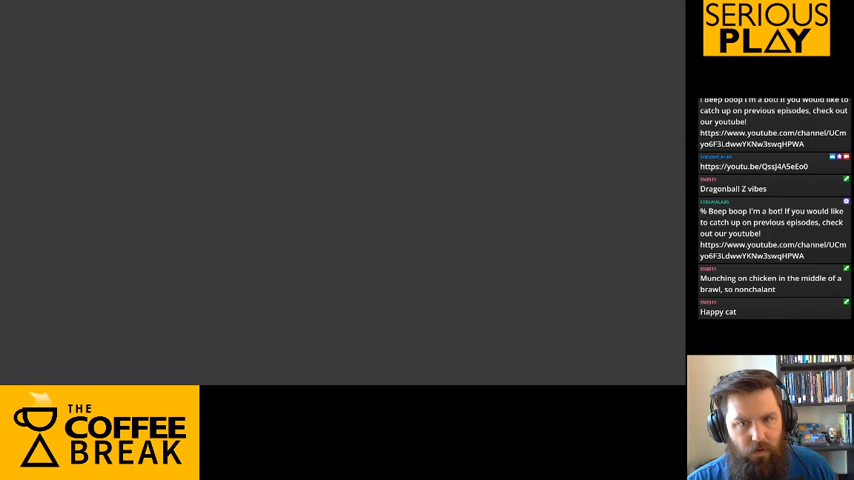 SERIOUS
PLAY
! Beep boop I'm a bot! If you would like to
catch up on previous episodes, check out
our youtube!
https://www.youtube.com/channel/UCm
yo6F3LdwwYKNw3swqHPWA
SERIOUS PLAY
https://youtu.be/QssJ4A5eEo0
Dragonball Z vibes
% Beep boop I'm a bot! If you would like
to catch up on previous episodes, check
out our youtube!
https://www.youtube.com/channel/UCm
yo6F3LdwwYKNw3swqHPWA
Munching on chicken in the middle of a
brawl, so nonchalant
Happy cat
THE
COFFEE
BREAK